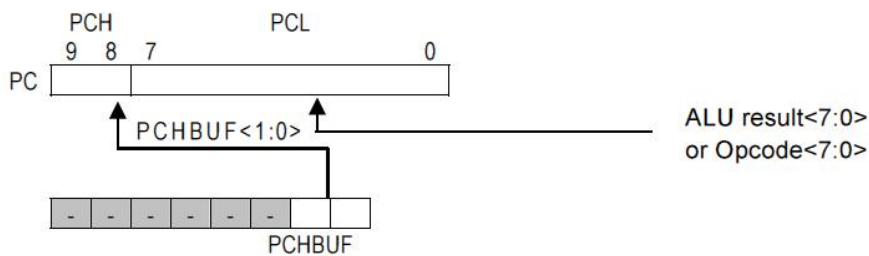 PCH PCL
9 8 7 0
PC
PCHBUF<1:0>
ALU result<7:0>
or Opcode<7:0>
- - - - - -
PCHBUF